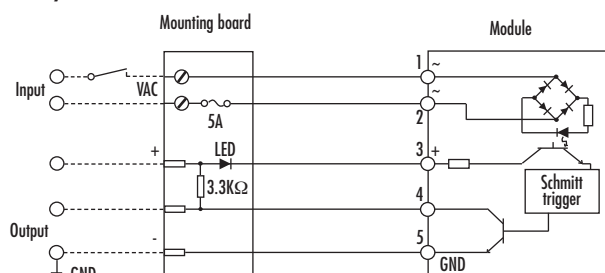 Mounting board
Module
Input
VAC
5A
1 ~
~
2
+
LED
3 +
3.3KΩ
4
Schmitt
trigger
Output
-
5
GND
GND